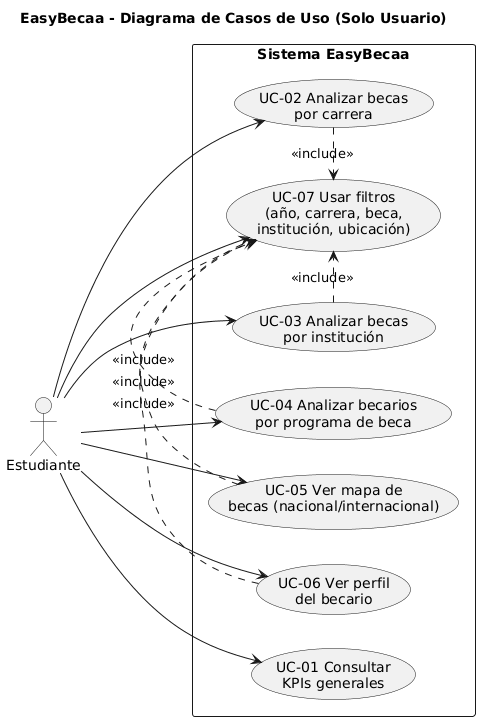 EasyBecaa - Diagrama de Casos de Uso (Solo Usuario)
Sistema EasyBecaa
UC-02 Analizar becas
por carrera
«include»
UC-07 Usar filtros
(año, carrera, beca,
institución, ubicación)
«include»
UC-03 Analizar becas
por institución
«include»
«include»
«include»
UC-04 Analizar becarios
por programa de beca
Estudiante
UC-05 Ver mapa de
becas (nacional/internacional)
UC-06 Ver perfil
del becario
UC-01 Consultar
KPIs generales